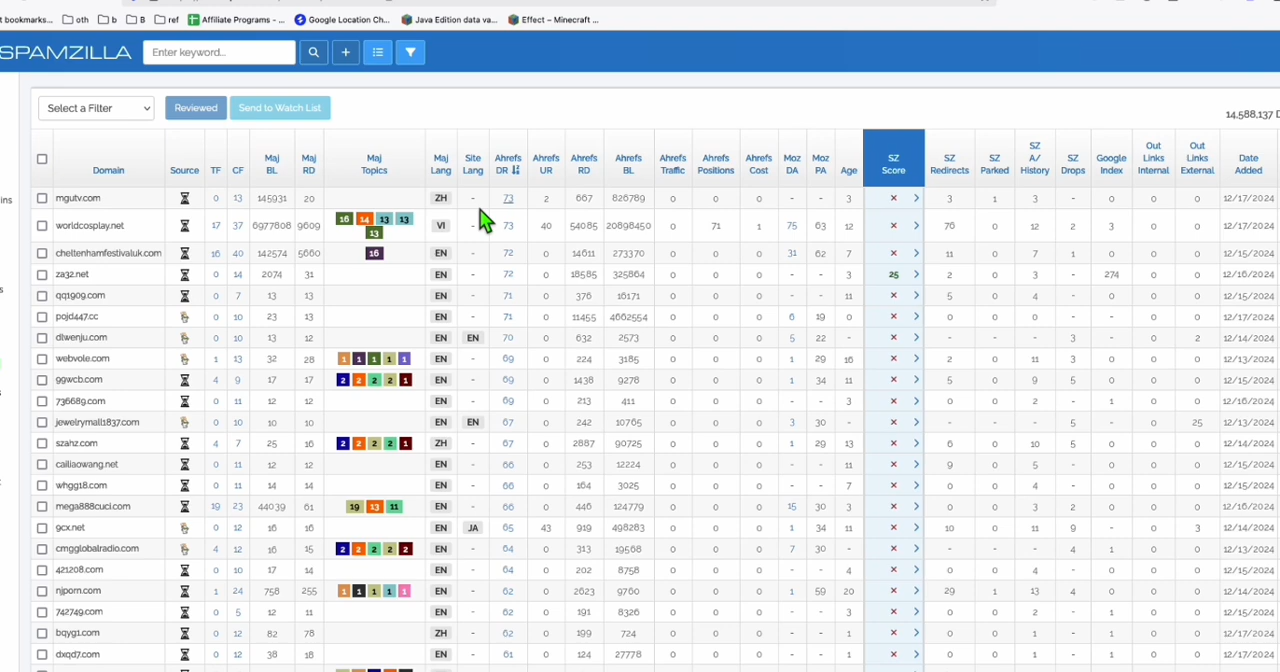 t bookmarks... oth b B ref Affiliate Programs – ... Google Location Ch... Java Edition data va... Effect – Minecraft ...
SPAMZILLA Enter keyword...
Select a Filter Reviewed Send to Watch List
14,588,137 D
Domain Source TF CF Maj BL Maj RD Maj Topics Maj Lang Site Lang Ahrefs DR Ahrefs UR Ahrefs RD Ahrefs BL Ahrefs Traffic Ahrefs Positions Ahrefs Cost Moz DA Moz PA Age SZ Score SZ Redirects SZ Parked SZ A/ History SZ Drops Google Index Out Links Internal Out Links External Date Added
ins
mgutv.com 0 13 145931 20 ZH - 73 2 667 826789 0 0 0 - - 3 × > 3 1 3 - 0 0 0 12/17/2024
worldcosplay.net 17 37 6977808 9609 16 14 13 13 13 VI - 73 40 54085 20898450 0 71 1 75 63 12 × > 76 - 12 2 3 0 0 12/17/2024
cheltenhamfestivaluk.com 16 40 142574 5660 16 EN - 72 0 14611 273370 0 0 0 31 62 7 × > 11 - 7 1 0 0 0 12/15/2024
za32.net 0 14 2074 31 EN - 72 0 18585 325864 0 0 0 - - 3 25 > 2 - 3 - 274 0 0 12/16/2024
qq1909.com 0 7 13 13 EN - 71 0 376 16171 0 0 0 - - 11 × > 5 - 4 - 0 0 0 12/15/2024
pojd447.cc 0 10 23 13 EN - 71 0 11455 4662554 0 0 0 6 19 0 × > 0 - 0 - - 0 0 12/17/2024
dlwenju.com 0 10 13 12 EN EN 70 0 632 2573 0 0 0 5 22 - × > - - - 3 0 0 2 12/14/2024
webvole.com 1 13 32 28 1 1 1 1 1 EN - 69 0 224 3185 0 0 0 1 29 16 × > 2 - 11 3 0 0 0 12/13/2024
99wcb.com 4 9 17 17 2 2 2 2 1 EN - 69 0 1438 9278 0 0 0 1 34 11 × > 5 - 9 5 0 0 0 12/15/2024
736689.com 0 11 12 12 EN - 69 0 213 411 0 0 0 - - 3 × > 0 - 2 - 1 0 0 12/15/2024
jewelrymall1837.com 0 10 10 10 EN EN 67 0 242 10765 0 0 0 3 30 - × > - - - 5 0 0 25 12/13/2024
szahz.com 4 7 25 16 2 2 2 2 1 ZH - 67 0 2887 90725 0 0 0 1 29 13 × > 6 - 10 5 0 0 0 12/14/2024
cailiaowang.net 0 11 12 12 EN - 66 0 253 12224 0 0 0 - - 11 × > 9 - 5 - 0 0 0 12/15/2024
whgg18.com 0 11 14 14 EN - 66 0 164 3025 0 0 0 - - 7 × > 0 - 4 - 0 0 0 12/15/2024
mega888cuci.com 19 23 44039 61 19 13 11 EN - 66 0 446 124779 0 0 0 15 30 3 × > 0 - 3 2 0 0 0 12/16/2024
9cx.net 0 12 16 16 EN JA 65 43 919 498283 0 0 0 1 34 11 × > 10 - 11 9 0 0 3 12/14/2024
cmgglobalradio.com 4 12 16 15 2 2 2 2 2 EN - 64 0 313 19568 0 0 0 7 30 - × > - - - 4 1 0 0 12/13/2024
421208.com 0 10 17 14 EN - 64 0 202 8758 0 0 0 - - 4 × > 0 - 4 - 0 0 0 12/15/2024
njporn.com 1 24 758 255 1 1 1 1 1 EN - 62 0 2623 9760 0 0 0 1 59 20 × > 29 1 13 4 0 0 0 12/14/2024
742749.com 0 5 12 11 EN - 62 0 191 8326 0 0 0 - - 3 × > 0 - 2 - 1 0 0 12/15/2024
bqyg1.com 0 12 82 78 ZH - 62 0 199 724 0 0 0 - - 1 × > 0 - 1 - 1 0 0 12/17/2024
dxqd7.com 0 12 38 18 EN - 61 0 124 27778 0 0 0 - - 1 × > 0 - 1 - 0 0 0 12/17/2024